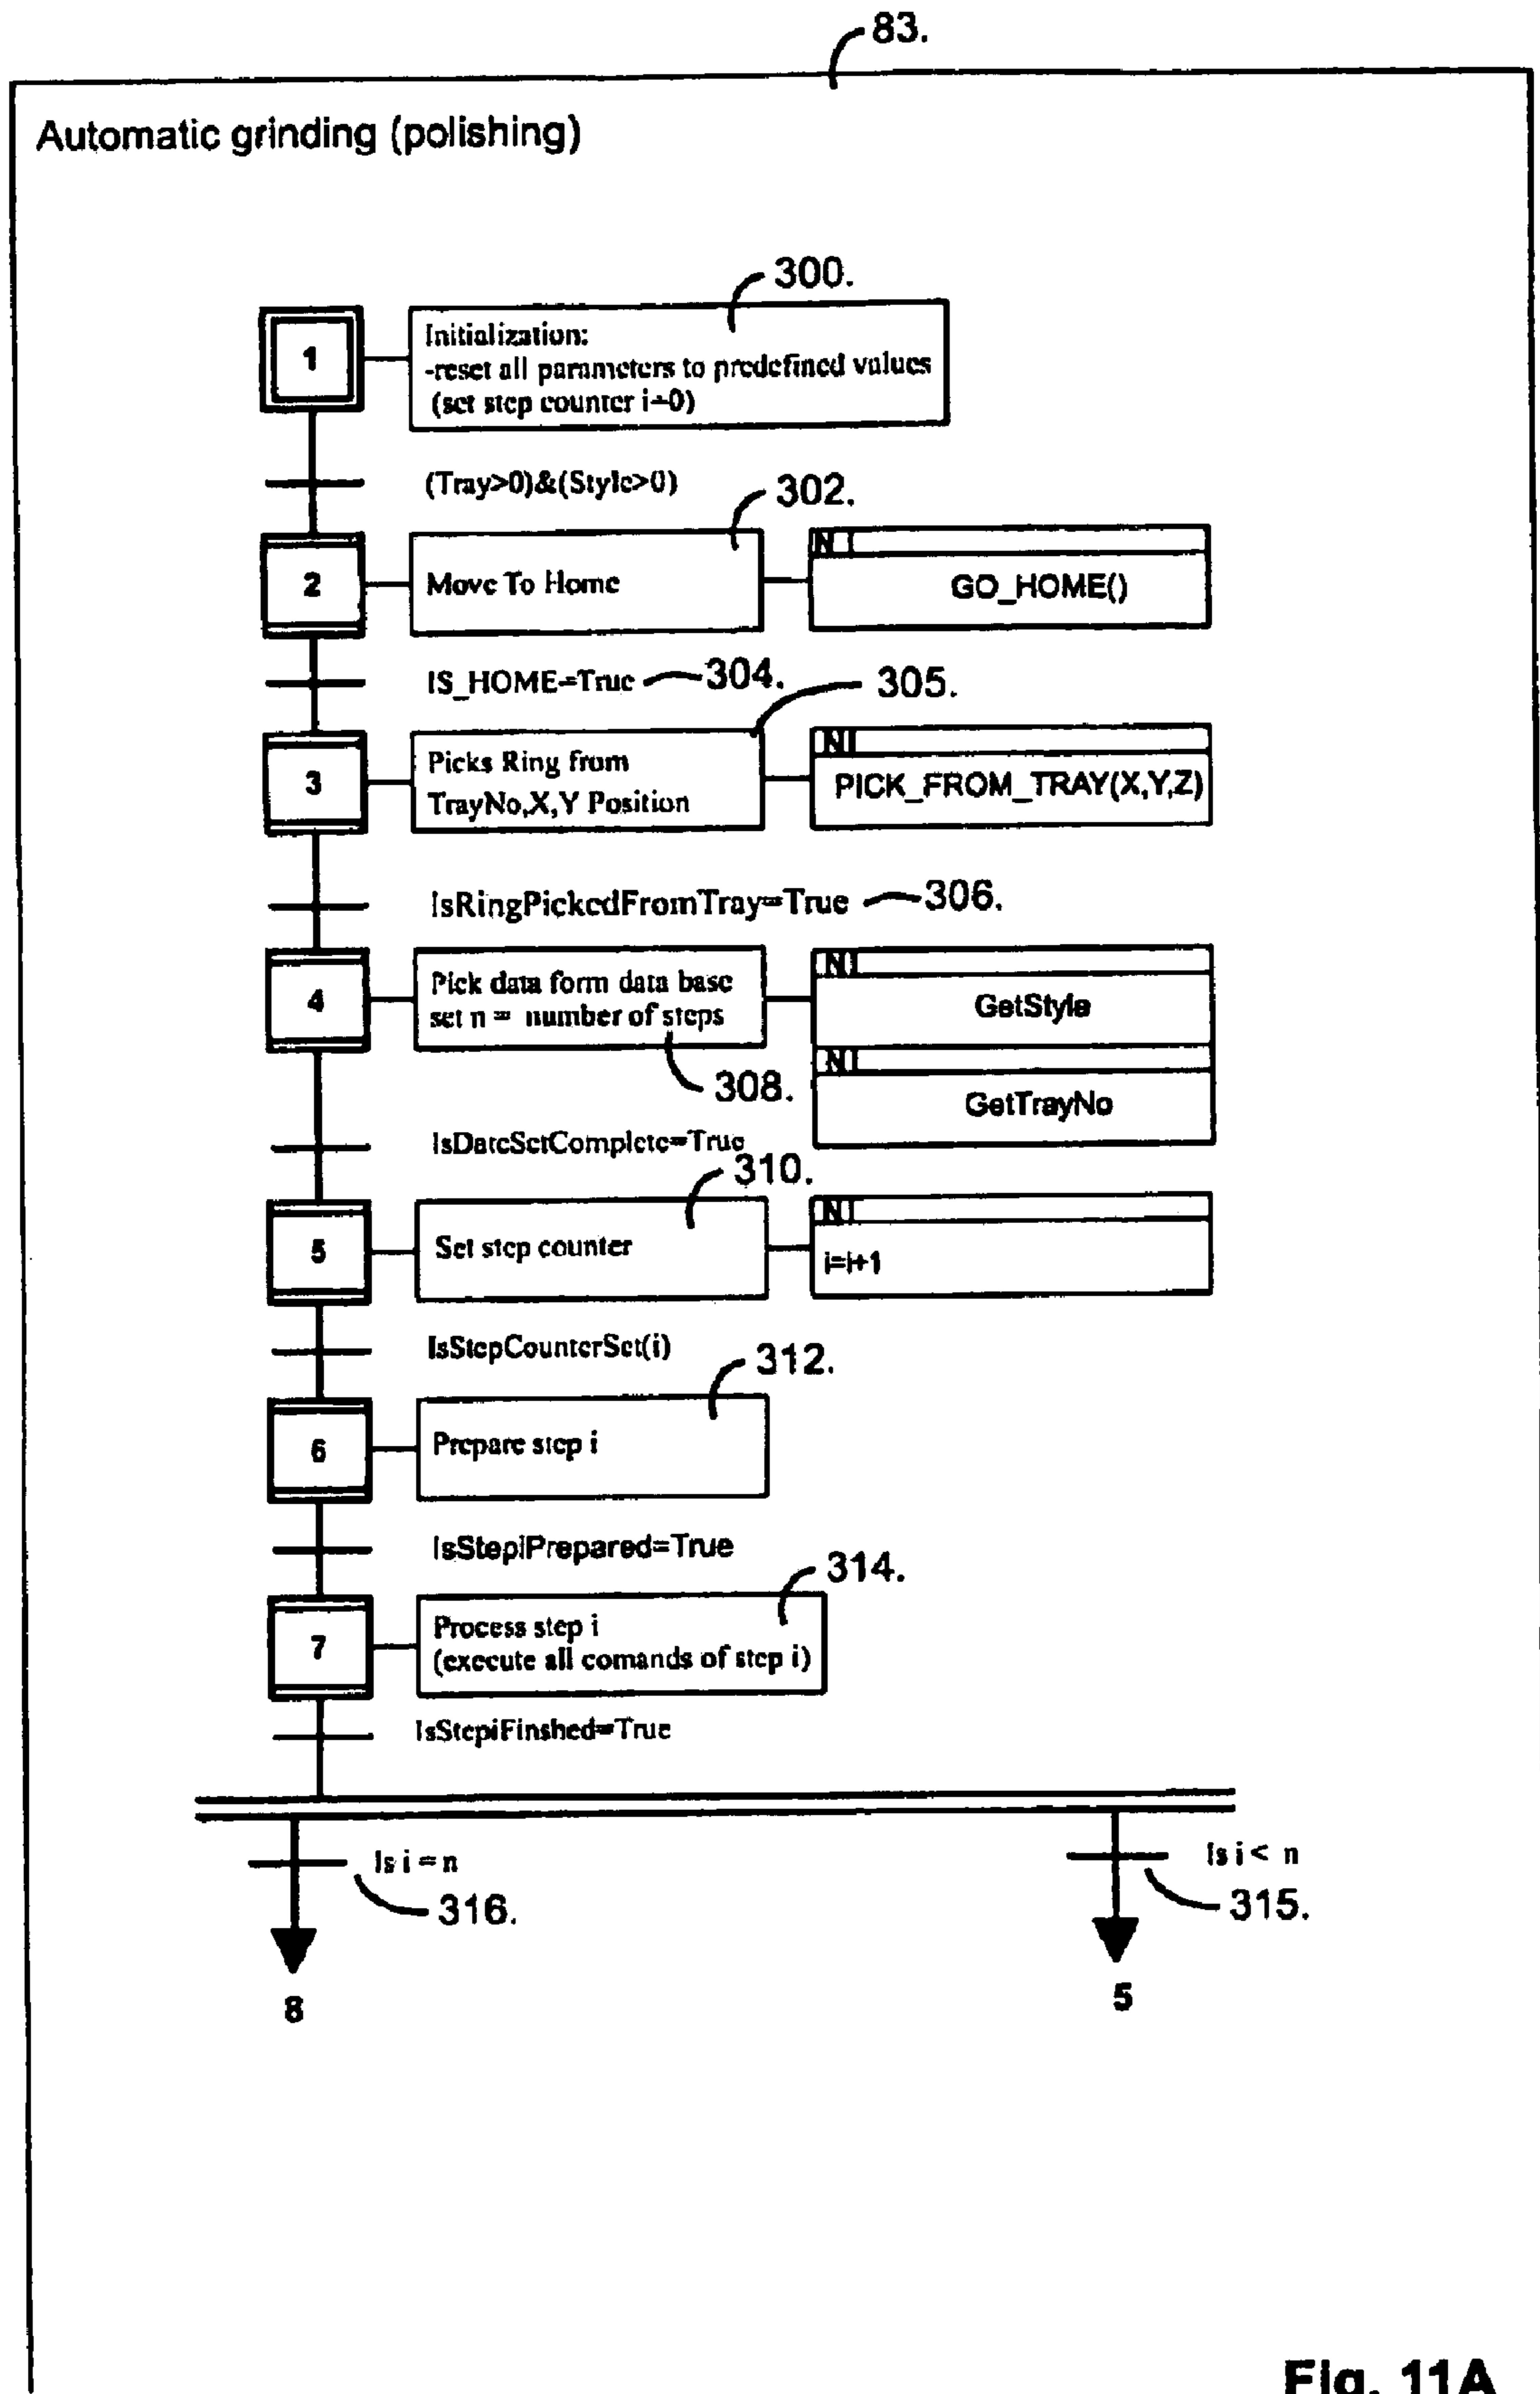 83.
Automatic grinding (polishing)
300.
1
Initialization:
-reset all parameters to predefined values
(set step counter i=0)
(Tray>0)&(Style>0)
302.
2
Move To Home
N
GO_HOME()
IS_HOME=True
304.
305.
3
Picks Ring from
TrayNo,X,Y Position
N
PICK_FROM_TRAY(X,Y,Z)
IsRingPickedFromTray=True
306.
4
Pick data form data base
set n = number of steps
N
GetStyle
308.
N
GetTrayNo
IsDateSetComplete=True
310.
5
Set step counter
N
i=i+1
IsStepCounterSet(i)
312.
6
Prepare step i
IsStepiPrepared=True
314.
7
Process step i
(execute all comands of step i)
IsStepiFinshed=True
Is i = n
Is i < n
316.
315.
8
5
Fig. 11A